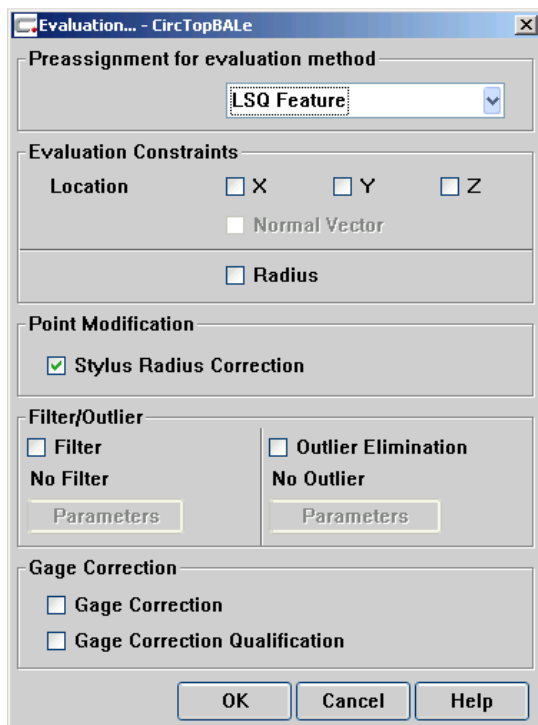 Evaluation... - CircTopBALe
Preassignment for evaluation method
LSQ Feature
Evaluation Constraints
Location X Y Z
Normal Vector
Radius
Point Modification
Stylus Radius Correction
Filter/Outlier
Filter Outlier Elimination
No Filter No Outlier
Parameters Parameters
Gage Correction
Gage Correction
Gage Correction Qualification
OK Cancel Help